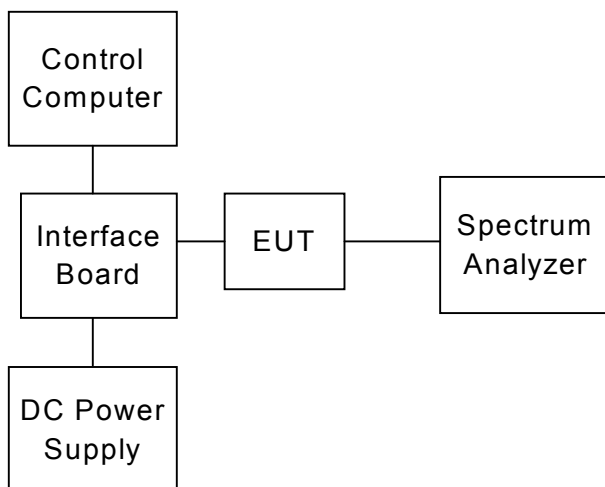 Control
Computer
Interface
Board
EUT
Spectrum
Analyzer
DC Power
Supply